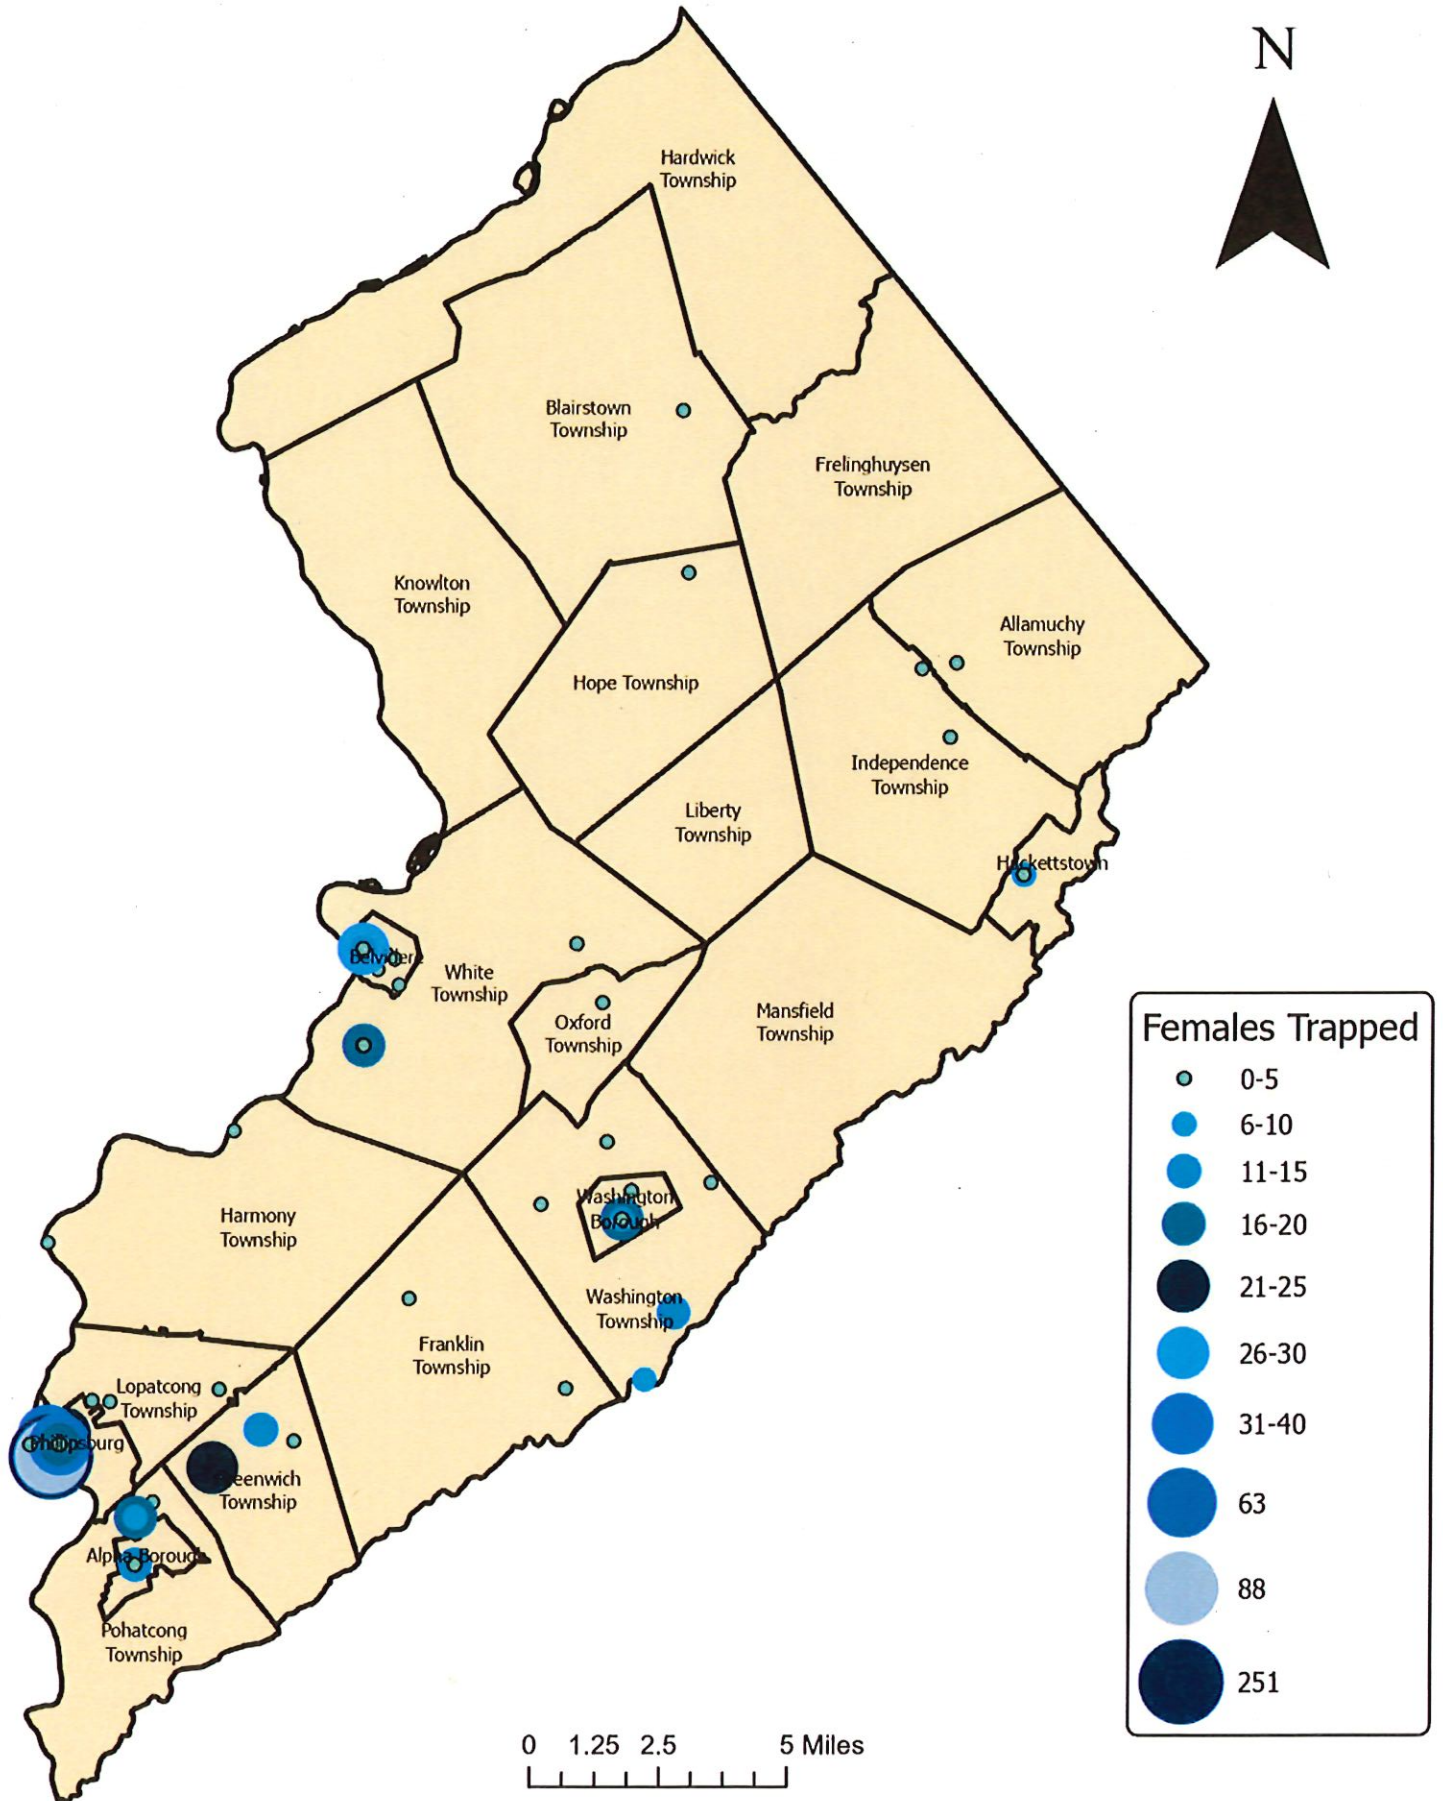 N
Hardwick
Township
Blairstown
Township
Frelinghuysen
Township
Knowlton
Township
Allamuchy
Township
Hope Township
Independence
Township
Liberty
Township
Hackettstown
Belvidere
White
Township
Oxford
Township
Mansfield
Township
Females Trapped
0-5
6-10
11-15
16-20
21-25
26-30
31-40
63
88
251
Washington
Borough
Harmony
Township
Washington
Township
Franklin
Township
Lopatcong
Township
Phillipsburg
Greenwich
Township
Alpha Borough
Pohatcong
Township
0 1.25 2.5 5 Miles